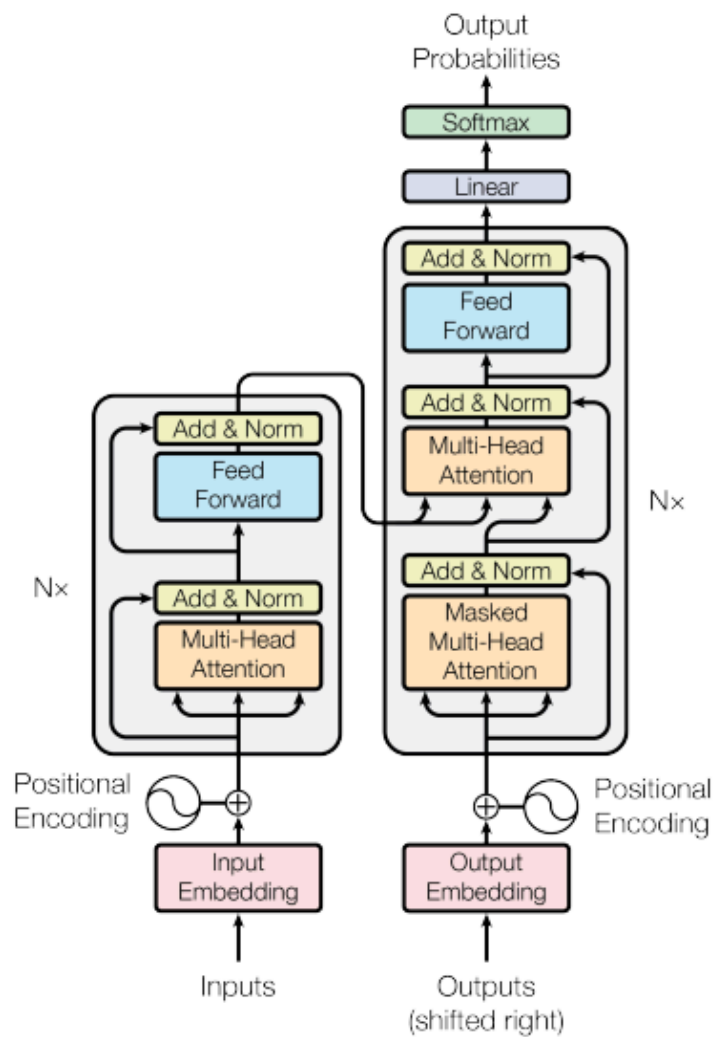 Output
Probabilities
Softmax
Linear
Add & Norm
Feed
Forward
Add & Norm
Multi-Head
Attention
Add & Norm
Masked
Multi-Head
Attention
Nx
Add & Norm
Feed
Forward
Add & Norm
Multi-Head
Attention
Nx
Positional
Encoding
Positional
Encoding
Input
Embedding
Output
Embedding
Inputs
Outputs
(shifted right)